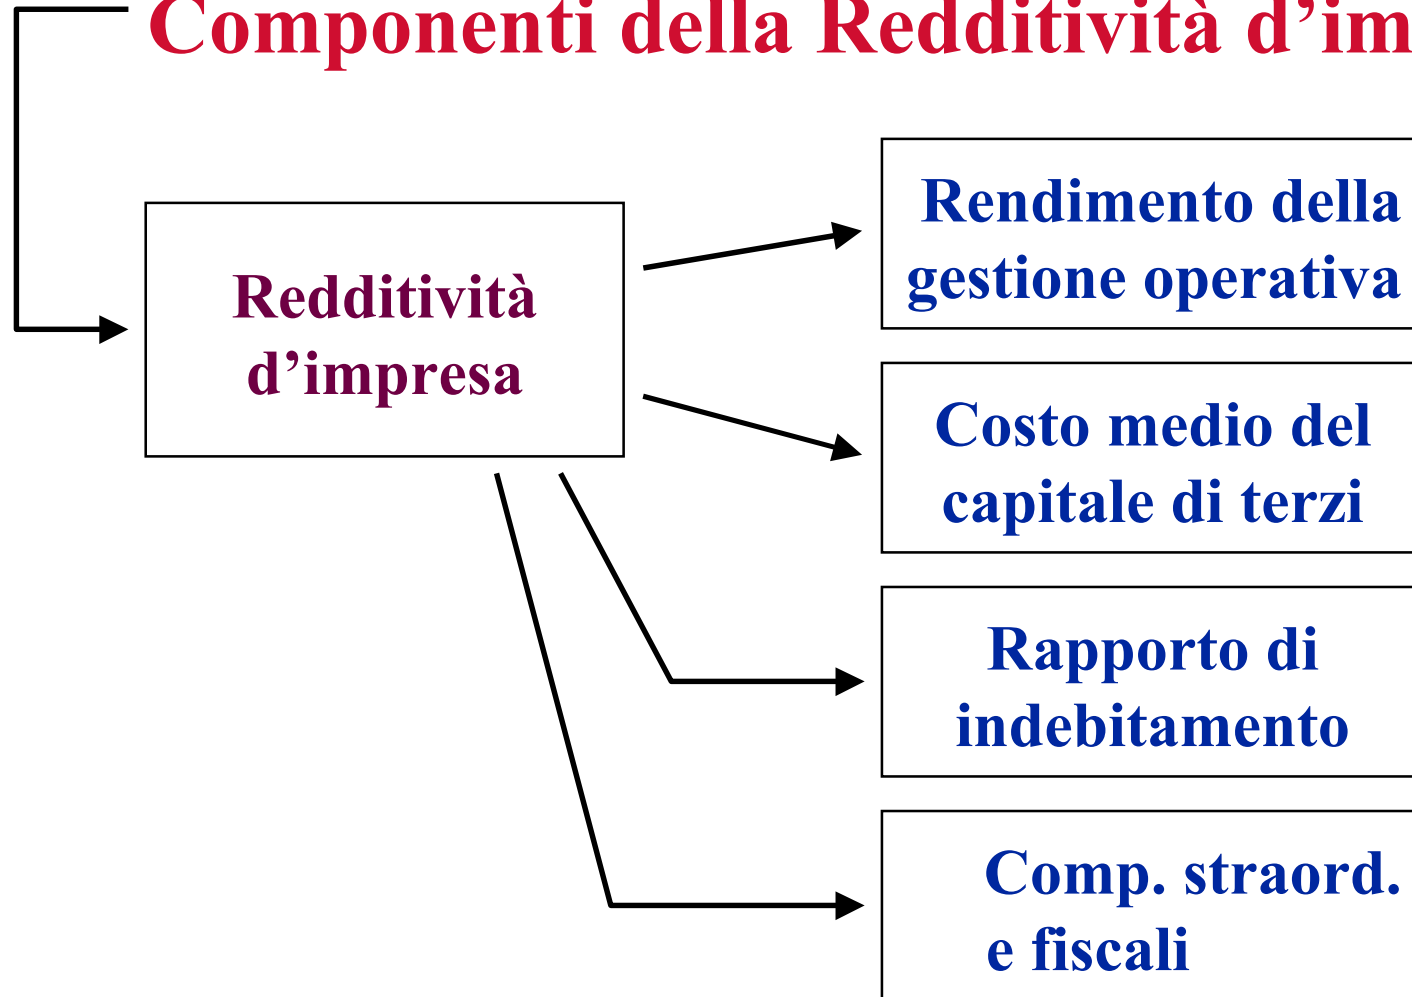 Componenti della Redditività d’im
Redditività
d’impresa
Rendimento della
gestione operativa
Costo medio del
capitale di terzi
Rapporto di
indebitamento
Comp. straord.
e fiscali